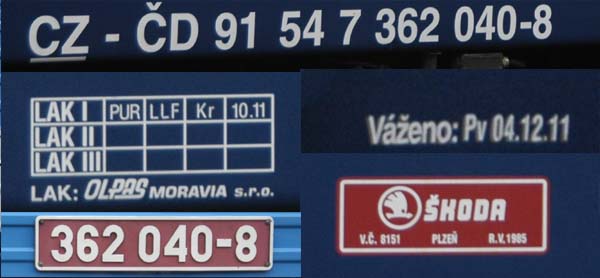 CZ - ČD 91 54 7 362 040-8
LAK I PUR LLF Kr 10.11
LAK II
LAK III
LAK: OLPAS MORAVIA s.r.o.
Váženo: Pv 04.12.11
362 040-8
ŠKODA
V.Č. 8151 PLZEŇ R.V. 1985